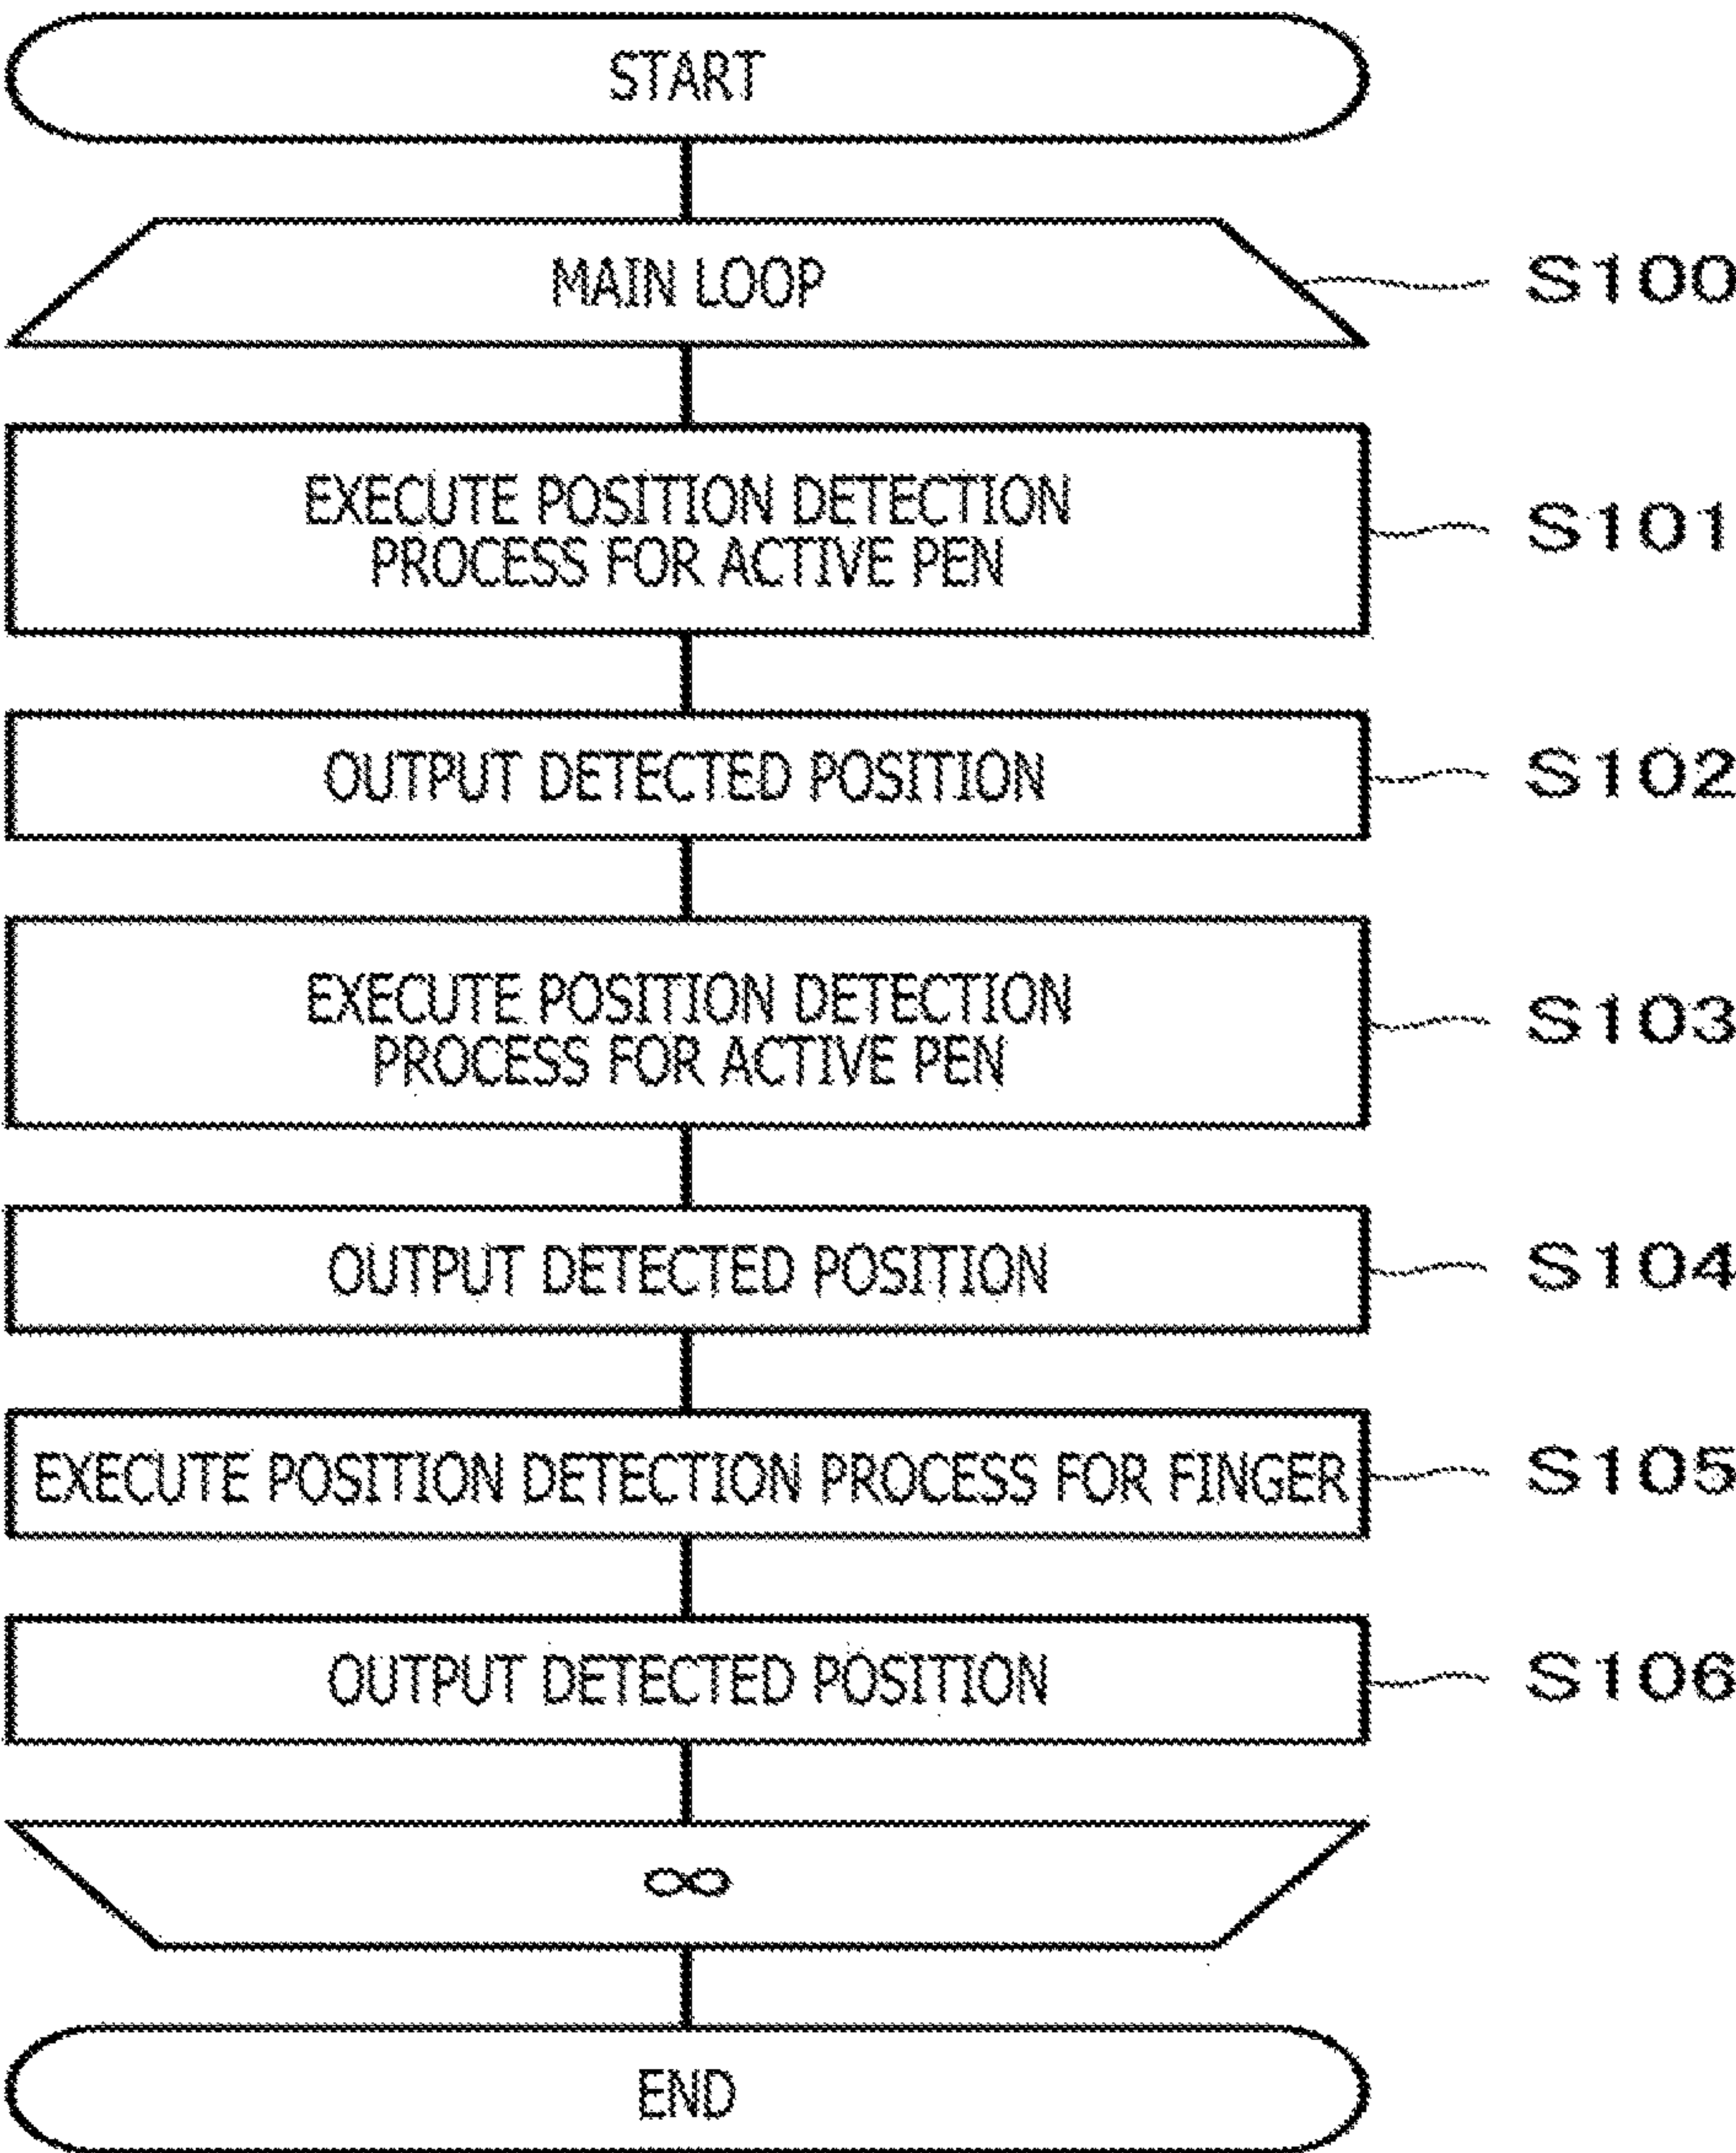 START
MAIN LOOP
S100
EXECUTE POSITION DETECTION
PROCESS FOR ACTIVE PEN
S101
OUTPUT DETECTED POSITION
S102
EXECUTE POSITION DETECTION
PROCESS FOR ACTIVE PEN
S103
OUTPUT DETECTED POSITION
S104
EXECUTE POSITION DETECTION PROCESS FOR FINGER
S105
OUTPUT DETECTED POSITION
S106
∞
END